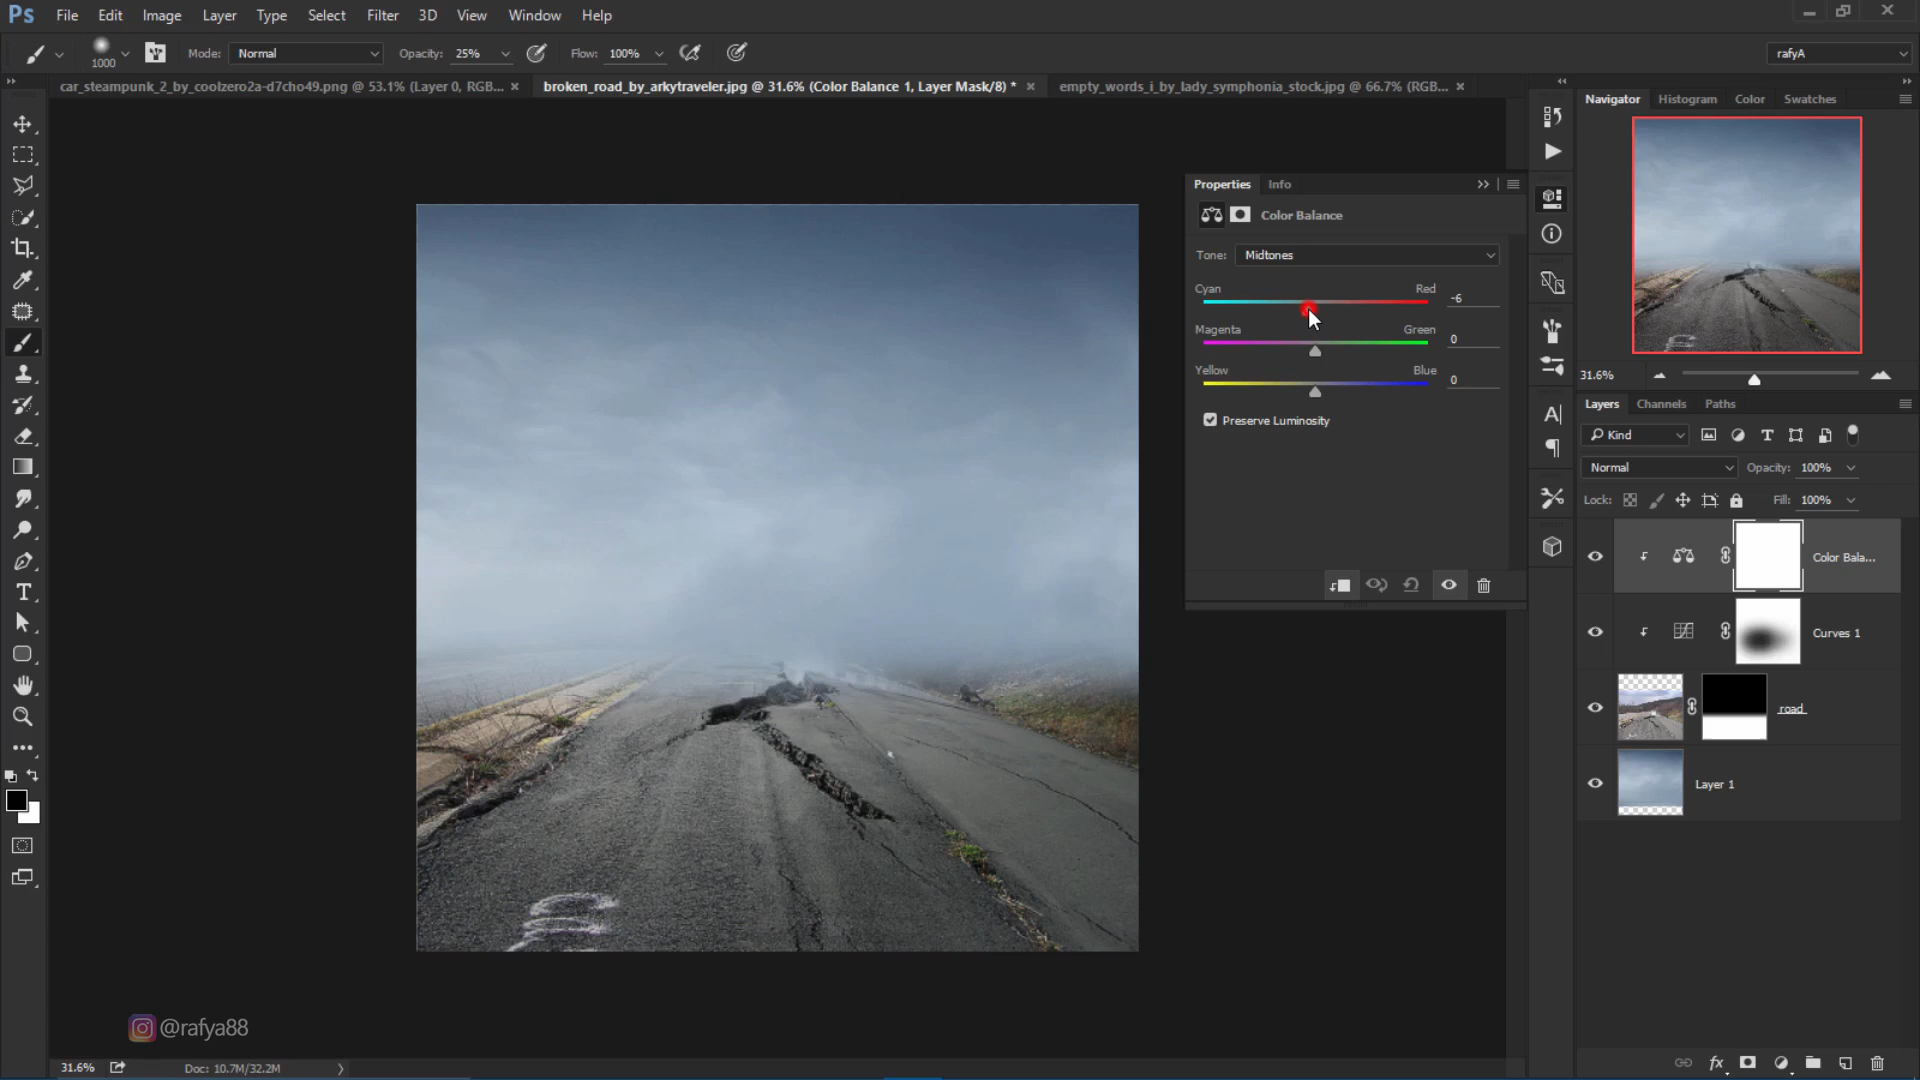 Ps File Edit Image Layer Type Select Filter 3D View Window Help
1000 Mode: Normal Opacity: 25% Flow: 100% rafyA
car_steampunk_2_by_coolzero2a-d7cho49.png @ 53.1% (Layer 0, RGB... × broken_road_by_arkytraveler.jpg @ 31.6% (Color Balance 1, Layer Mask/8) * × empty_words_i_by_lady_symphonia_stock.jpg @ 66.7% (RGB... ×
Navigator Histogram Color Swatches
Properties Info
Color Balance
Tone: Midtones
Cyan Red -6
Magenta Green 0
Yellow Blue 0
Preserve Luminosity
31.6%
Layers Channels Paths
Kind
Normal Opacity: 100%
Lock: Fill: 100%
Color Bala...
Curves 1
road
Layer 1
@rafya88
31.6% Doc: 10.7M/32.2M